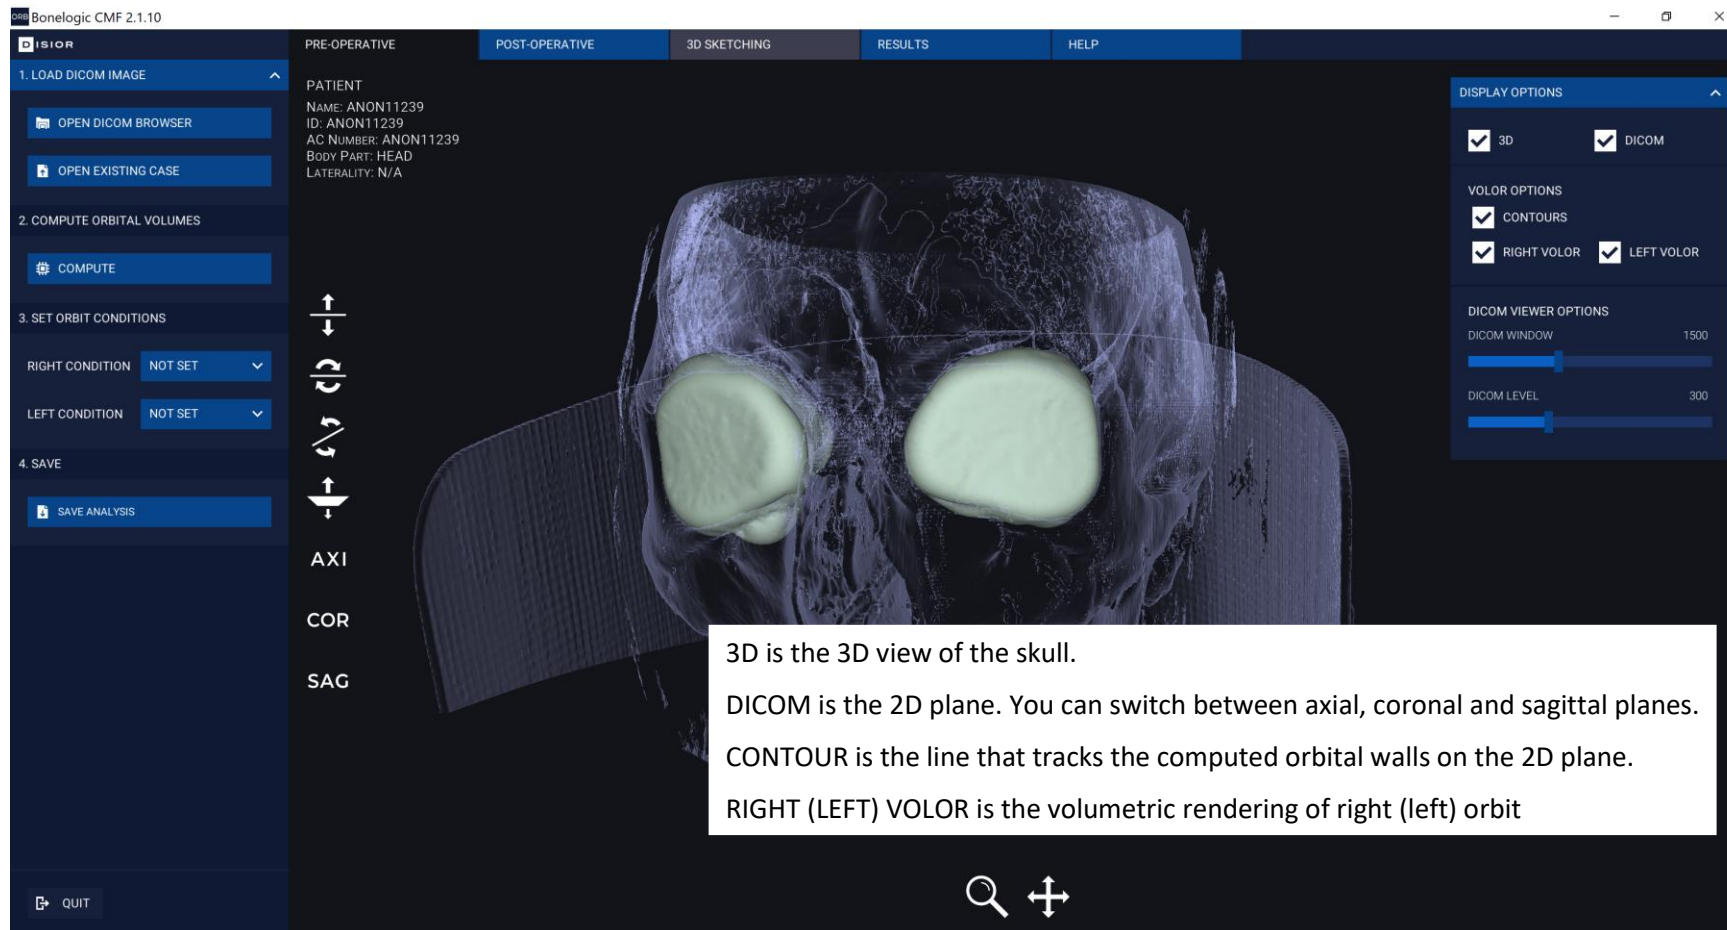 ORB Bonelogic CMF 2.1.10
DISIOR
PRE-OPERATIVE
POST-OPERATIVE
3D SKETCHING
RESULTS
HELP
1. LOAD DICOM IMAGE
OPEN DICOM BROWSER
OPEN EXISTING CASE
2. COMPUTE ORBITAL VOLUMES
COMPUTE
3. SET ORBIT CONDITIONS
RIGHT CONDITION NOT SET
LEFT CONDITION NOT SET
4. SAVE
SAVE ANALYSIS
QUIT
PATIENT
NAME: ANON11239
ID: ANON11239
AC NUMBER: ANON11239
BODY PART: HEAD
LATERALITY: N/A
AXI
COR
SAG
DISPLAY OPTIONS
3D DICOM
VOLOR OPTIONS
CONTOURS
RIGHT VOLOR LEFT VOLOR
DICOM VIEWER OPTIONS
DICOM WINDOW 1500
DICOM LEVEL 300
3D is the 3D view of the skull.
DICOM is the 2D plane. You can switch between axial, coronal and sagittal planes.
CONTOUR is the line that tracks the computed orbital walls on the 2D plane.
RIGHT (LEFT) VOLOR is the volumetric rendering of right (left) orbit